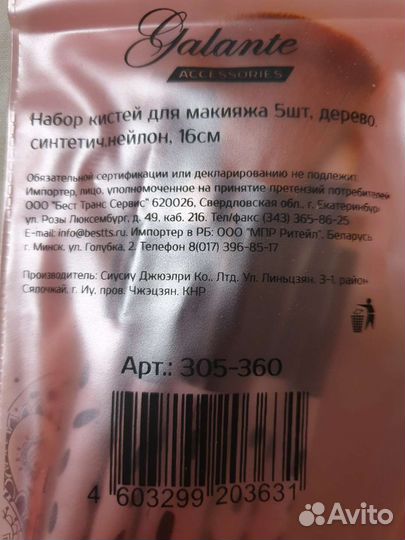 Galante
ACCESSORIES
Набор кистей для макияжа 5шт, дерево,
синтетич.нейлон, 16см
Обязательной сертификации или декларированию не подлежит.
Импортер, лицо, уполномоченное на принятие претензий потребителей
ООО "Бест Транс Сервис" 620026, Свердловская обл., г. Екатеринбург
ул. Розы Люксембург, д. 49. каб. 216. Тел/факс (343) 365-86-25
E-mail: info@bestts.ru. Импортер в РБ: ООО "МПР Ритейл". Беларусь
г. Минск. ул. Голубка, 2. Телефон 8(017) 396-85-17
Производитель: Сиусиу Джюэлри Ко., Лтд. Ул. Линьцзян, 3-1, район
Сялочжай, г. Иу. пров. Чжэцзян. КНР
Арт.: 305-360
4 603299 203631
Avito